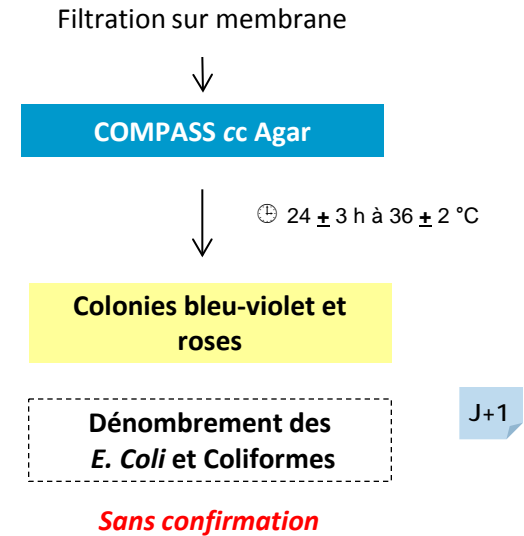 Filtration sur membrane
COMPASS cc Agar
24 ± 3 h à 36 ± 2 °C
Colonies bleu-violet et
roses
Dénombrement des
E. Coli et Coliformes
J+1
Sans confirmation